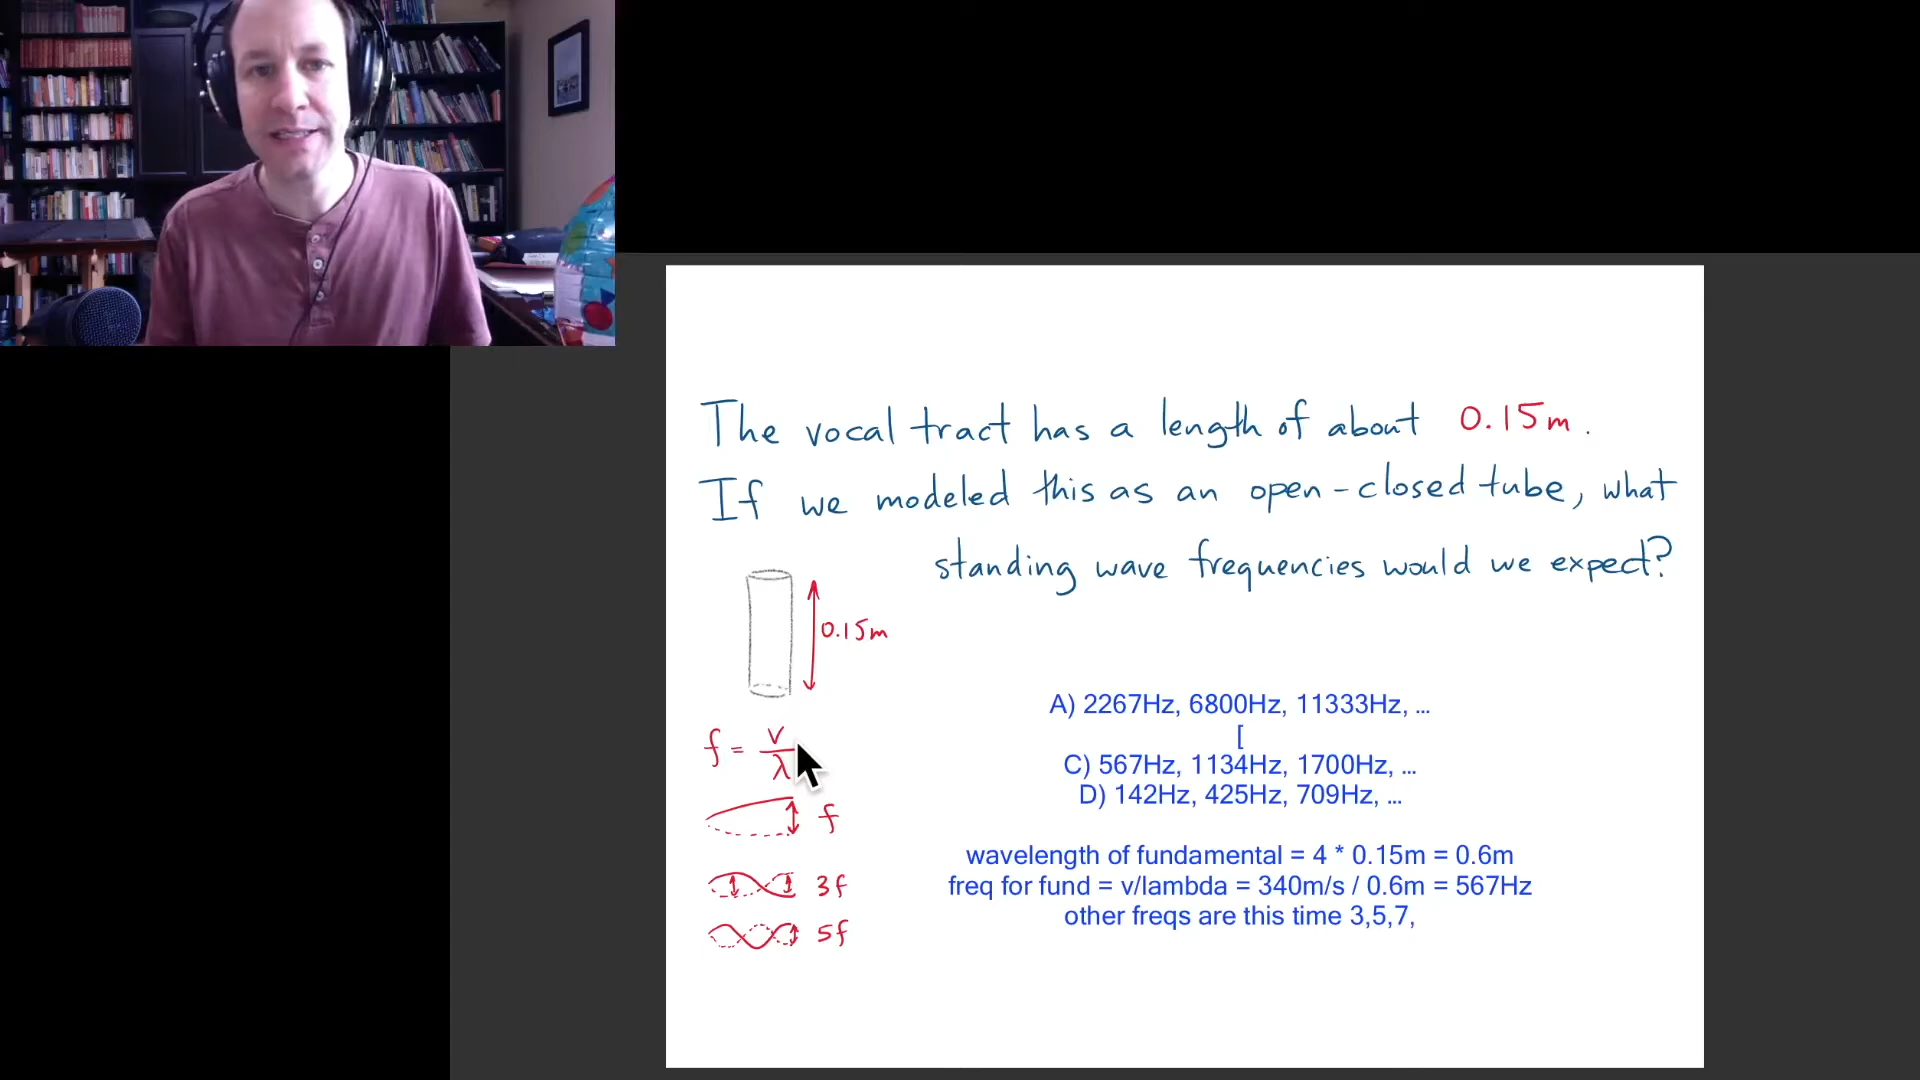 The vocal tract has a length of about 0.15m.
If we modeled this as an open-closed tube, what
standing wave frequencies would we expect?
0.15m
A) 2267Hz, 6800Hz, 11333Hz, ...
[
C) 567Hz, 1134Hz, 1700Hz, ...
D) 142Hz, 425Hz, 709Hz, ...
f = v/λ
f
3f
5f
wavelength of fundamental = 4 * 0.15m = 0.6m
freq for fund = v/lambda = 340m/s / 0.6m = 567Hz
other freqs are this time 3,5,7,